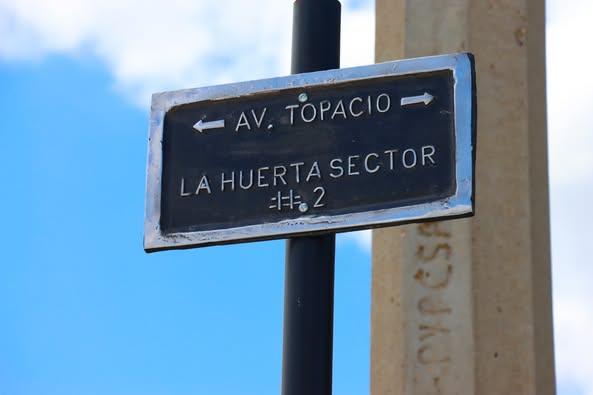 ← AV. TOPACIO →
LA HUERTA SECTOR
# 2